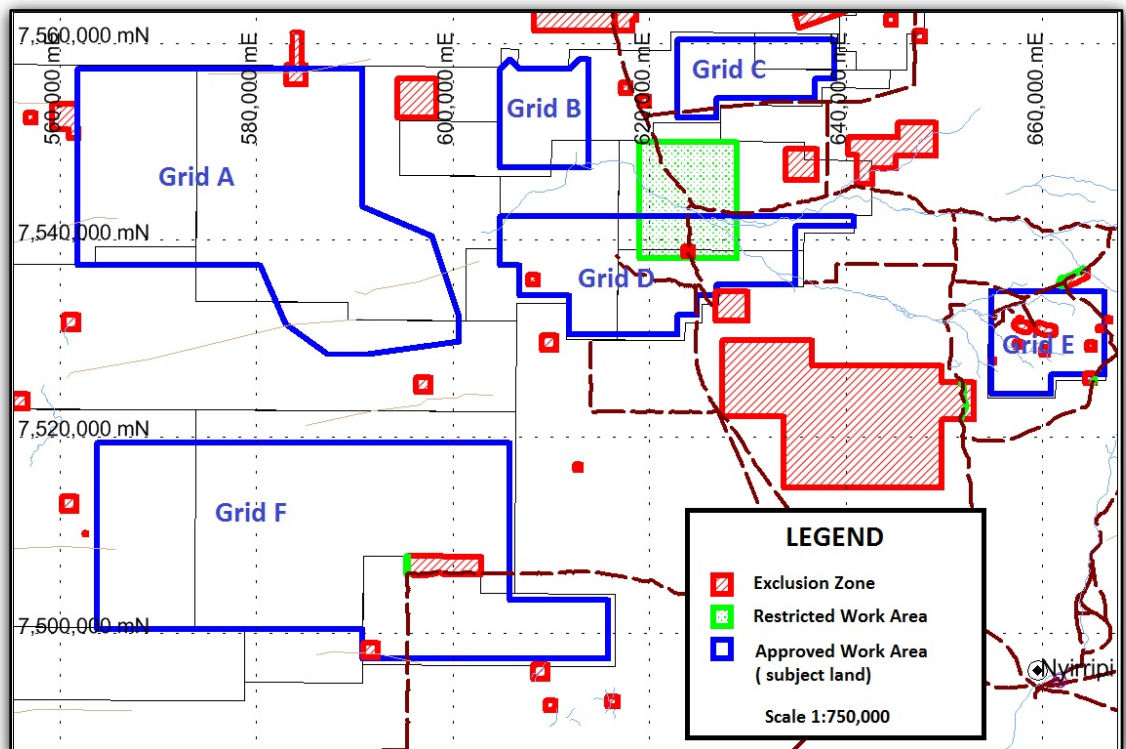 7,560,000 mN
560,000 mE
580,000 mE
600,000 mE
620,000 mE
640,000 mE
660,000 mE
Grid C
Grid B
Grid A
7,540,000 mN
Grid D
Grid E
7,520,000 mN
Grid F
LEGEND
Exclusion Zone
Restricted Work Area
Approved Work Area
( subject land)
Scale 1:750,000
7,500,000 mN
Nyirripi